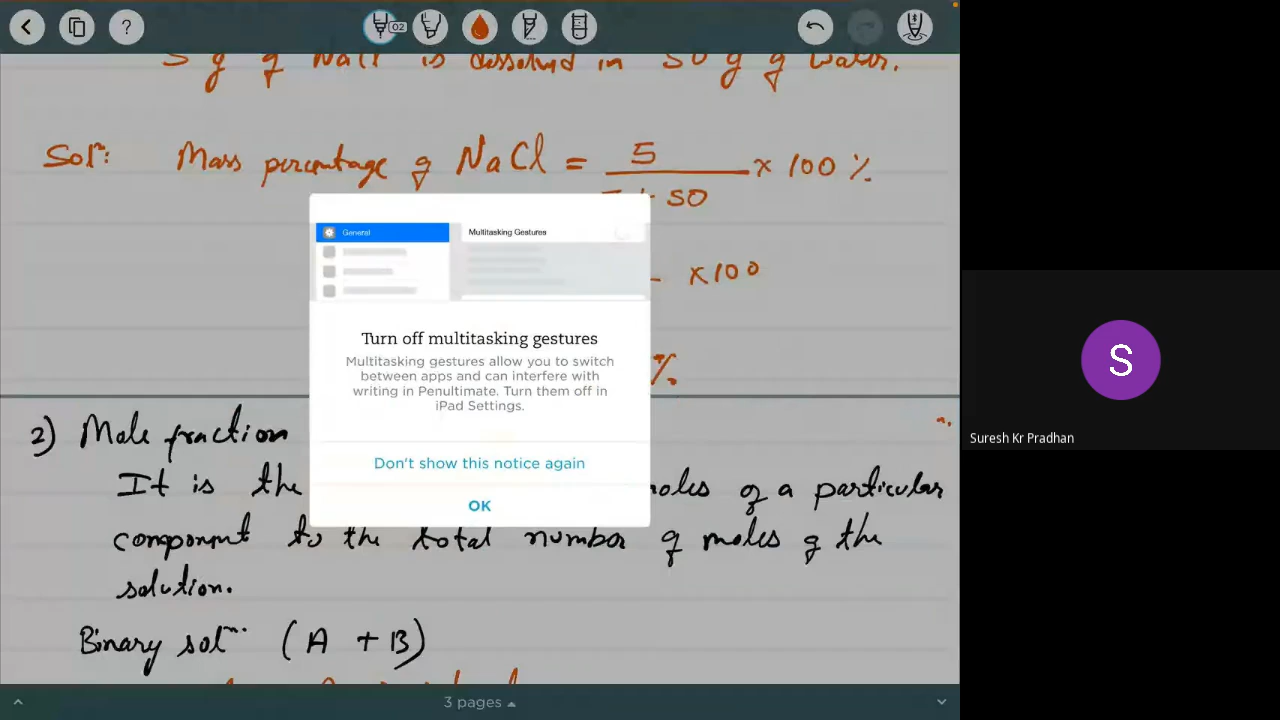 ?
02
5 g of NaCl is dissolved in 50 g of water.
Solⁿ: Mass percentage of NaCl = 5 / 5 + 50 × 100 %
× 100
%
General
Multitasking Gestures
Turn off multitasking gestures
Multitasking gestures allow you to switch
between apps and can interfere with
writing in Penultimate. Turn them off in
iPad Settings.
Don't show this notice again
OK
2) Mole fraction
It is the moles of a particular
component to the total number of moles of the
solution.
Binary solⁿ. (A + B)
3 pages
S
Suresh Kr Pradhan